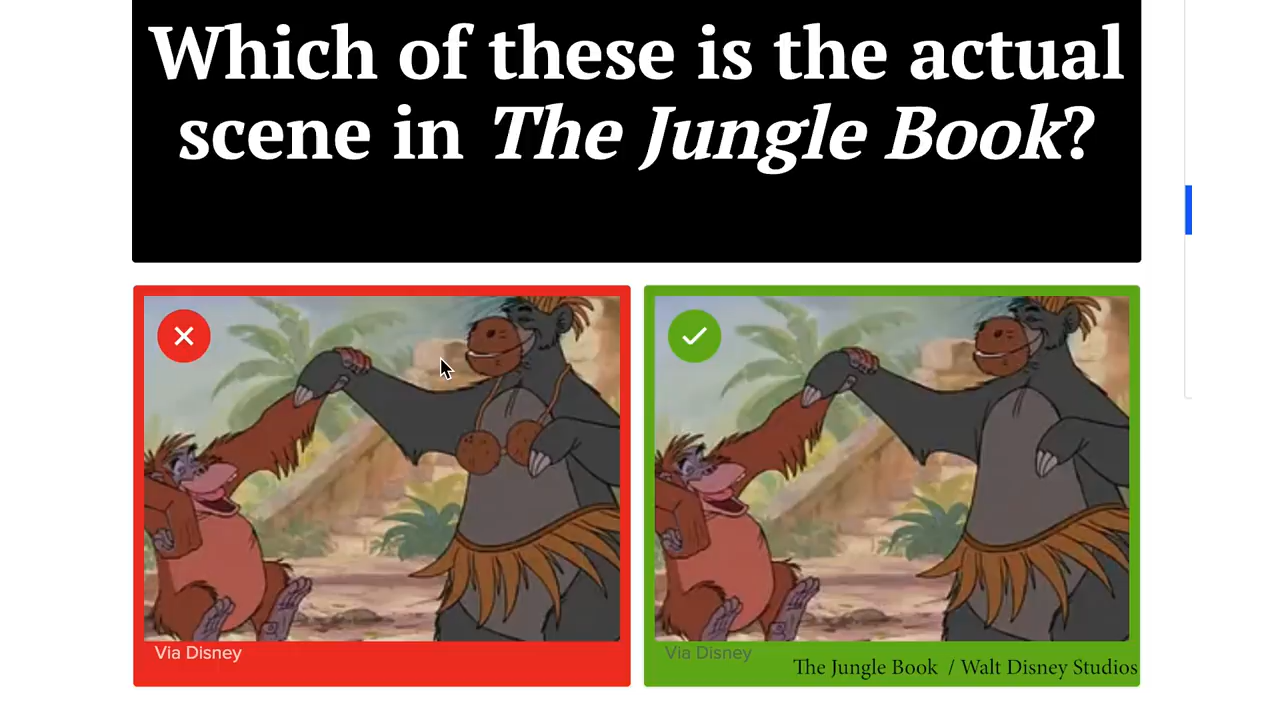 Which of these is the actual
scene in The Jungle Book?
Via Disney
Via Disney
The Jungle Book / Walt Disney Studios